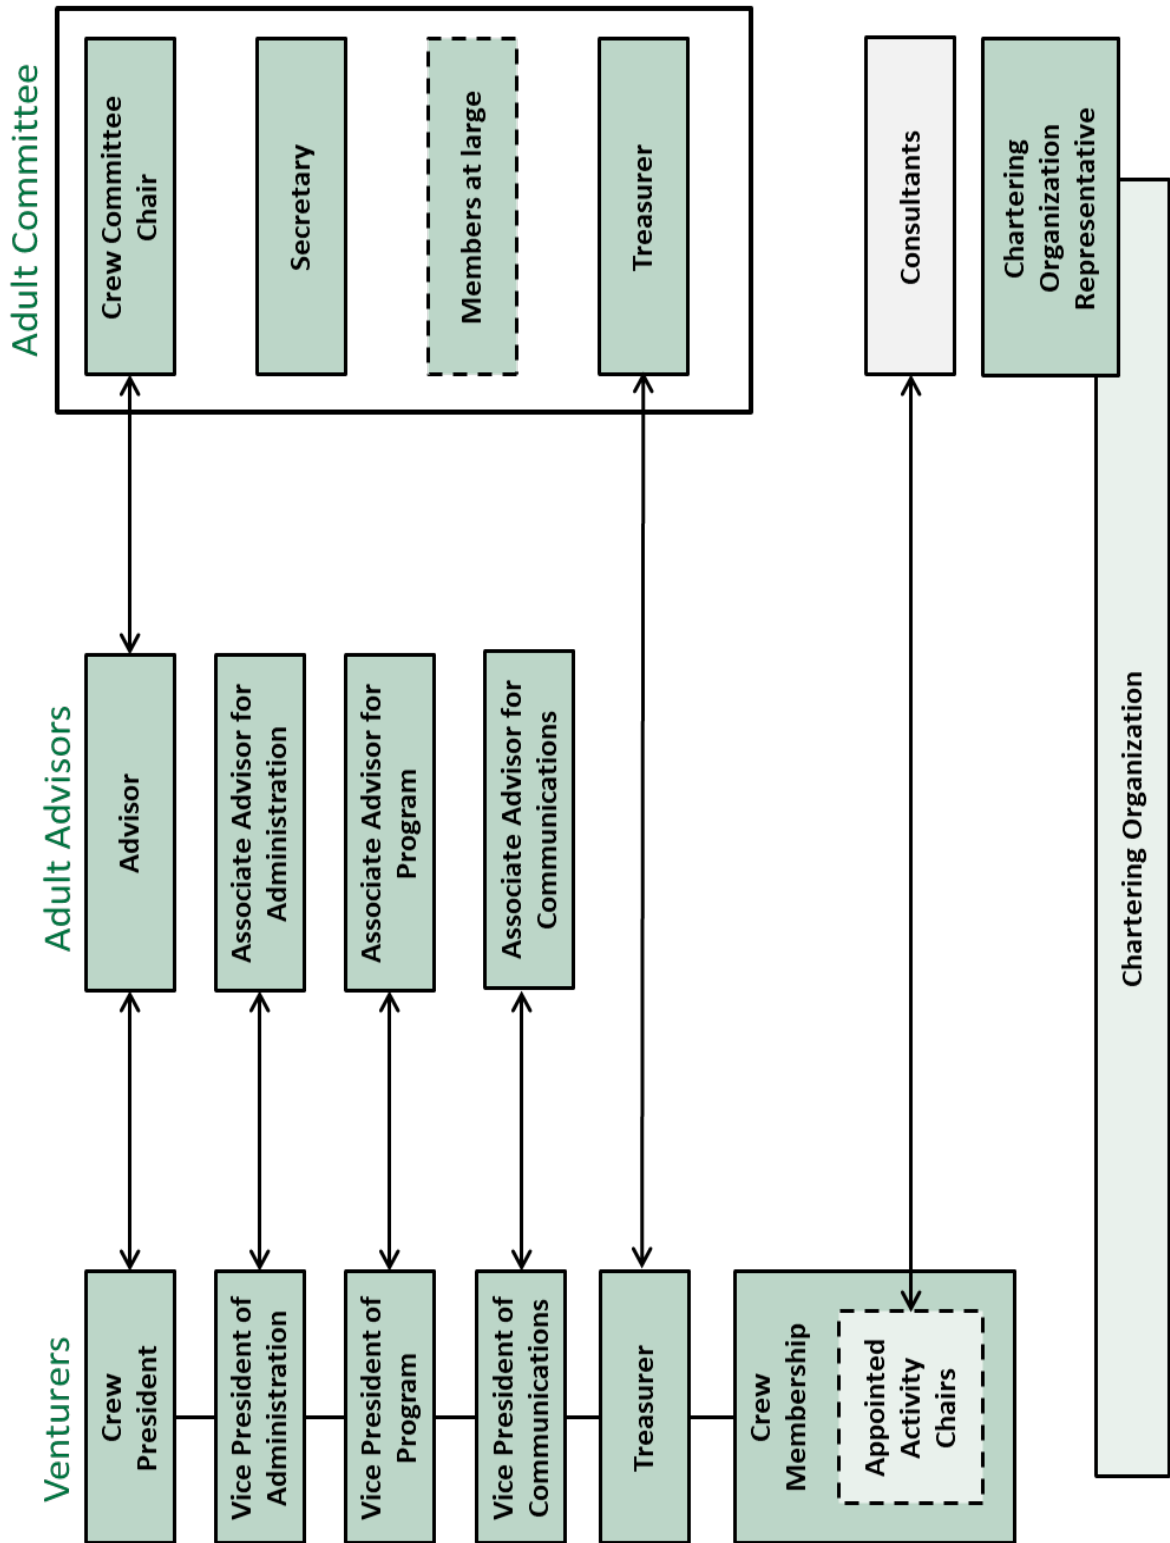 Venturers
Adult Advisors
Adult Committee
Crew
President
Advisor
Crew Committee
Chair
Vice President of
Administration
Associate Advisor for
Administration
Secretary
Vice President of
Program
Associate Advisor for
Program
Members at large
Vice President of
Communications
Associate Advisor for
Communications
Treasurer
Treasurer
Crew
Membership
Appointed
Activity
Chairs
Consultants
Chartering
Organization
Representative
Chartering Organization